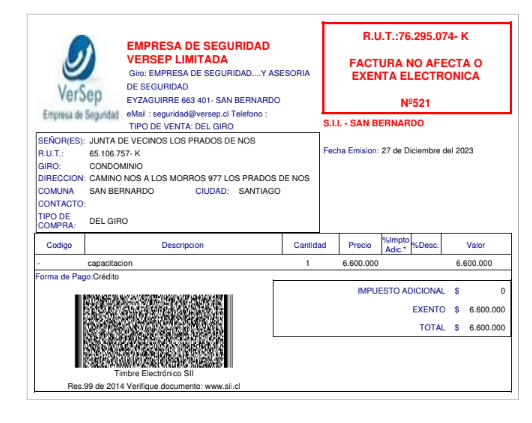 VerSep
Empresa de Seguridad
EMPRESA DE SEGURIDAD
VERSEP LIMITADA
Giro: EMPRESA DE SEGURIDAD....Y ASESORIA
DE SEGURIDAD
EYZAGUIRRE 663 401- SAN BERNARDO
eMail : seguridad@versep.cl Telefono :
TIPO DE VENTA: DEL GIRO
R.U.T.:76.295.074- K
FACTURA NO AFECTA O
EXENTA ELECTRONICA
Nº521
S.I.I. - SAN BERNARDO
Fecha Emision: 27 de Diciembre del 2023
SEÑOR(ES): JUNTA DE VECINOS LOS PRADOS DE NOS
R.U.T.: 65.106.757- K
GIRO: CONDOMINIO
DIRECCION: CAMINO NOS A LOS MORROS 977 LOS PRADOS DE NOS
COMUNA SAN BERNARDO CIUDAD: SANTIAGO
CONTACTO:
TIPO DE
COMPRA: DEL GIRO
Codigo Descripcion Cantidad Precio %Impto Adic.* %Desc. Valor
- capacitacion 1 6.600.000 6.600.000
Forma de Pago:Crédito
IMPUESTO ADICIONAL $ 0
EXENTO $ 6.600.000
TOTAL $ 6.600.000
Timbre Electrónico SII
Res.99 de 2014 Verifique documento: www.sii.cl